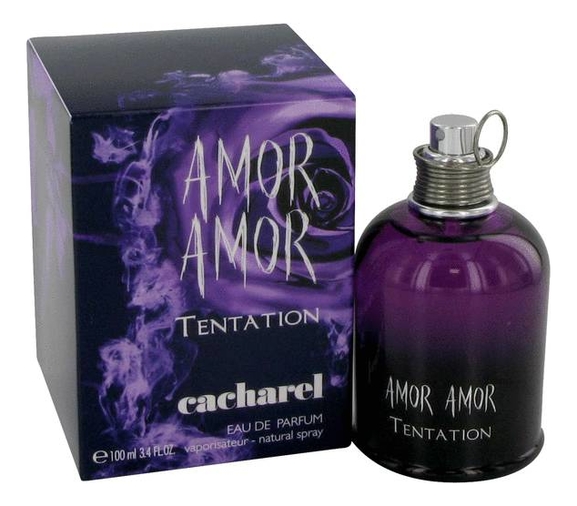 AMOR
AMOR
TENTATION
cacharel
EAU DE PARFUM
vaporisateur - natural spray
℮ 100 ml 3.4 FL.OZ.
AMOR AMOR
TENTATION